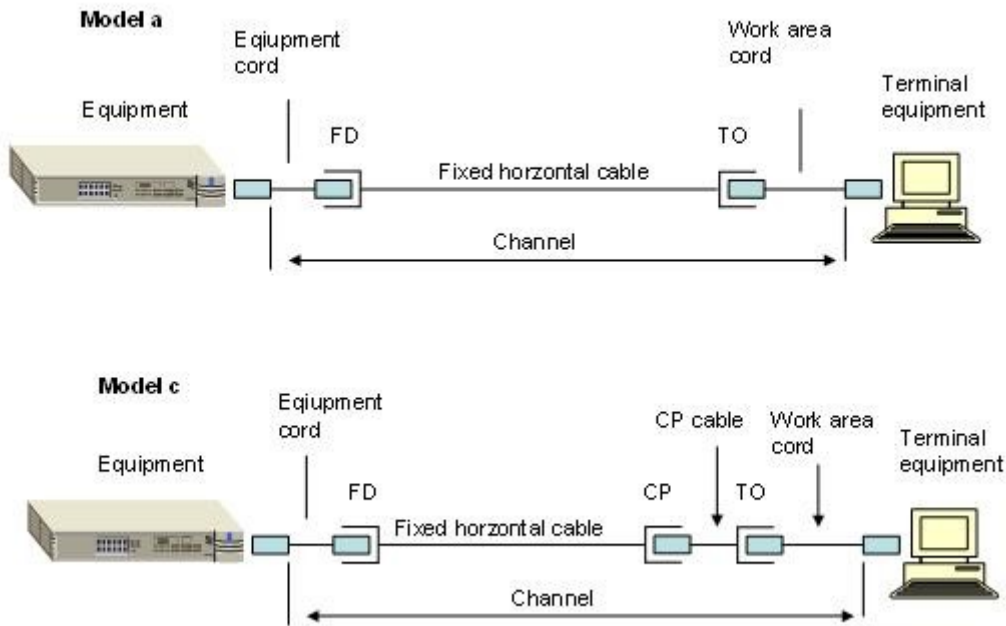 Model a
Eqiupment
cord
Work area
cord
Equipment
Terminal
equipment
FD
TO
Fixed horzontal cable
Channel
Model c
Eqiupment
cord
CP cable
Work area
cord
Equipment
Terminal
equipment
FD
CP
TO
Fixed horzontal cable
Channel